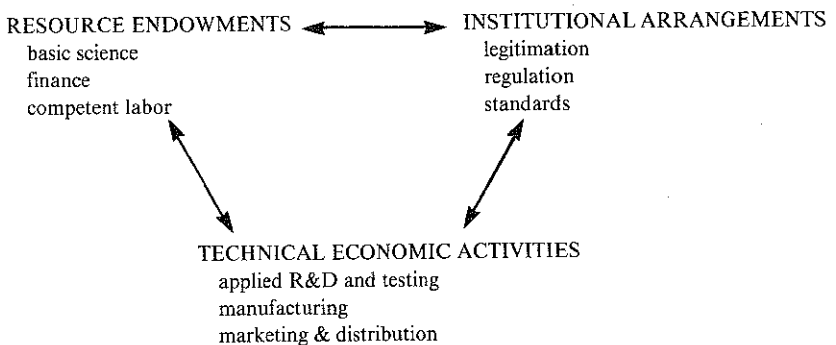 RESOURCE ENDOWMENTS
basic science
finance
competent labor
INSTITUTIONAL ARRANGEMENTS
legitimation
regulation
standards
TECHNICAL ECONOMIC ACTIVITIES
applied R&D and testing
manufacturing
marketing & distribution